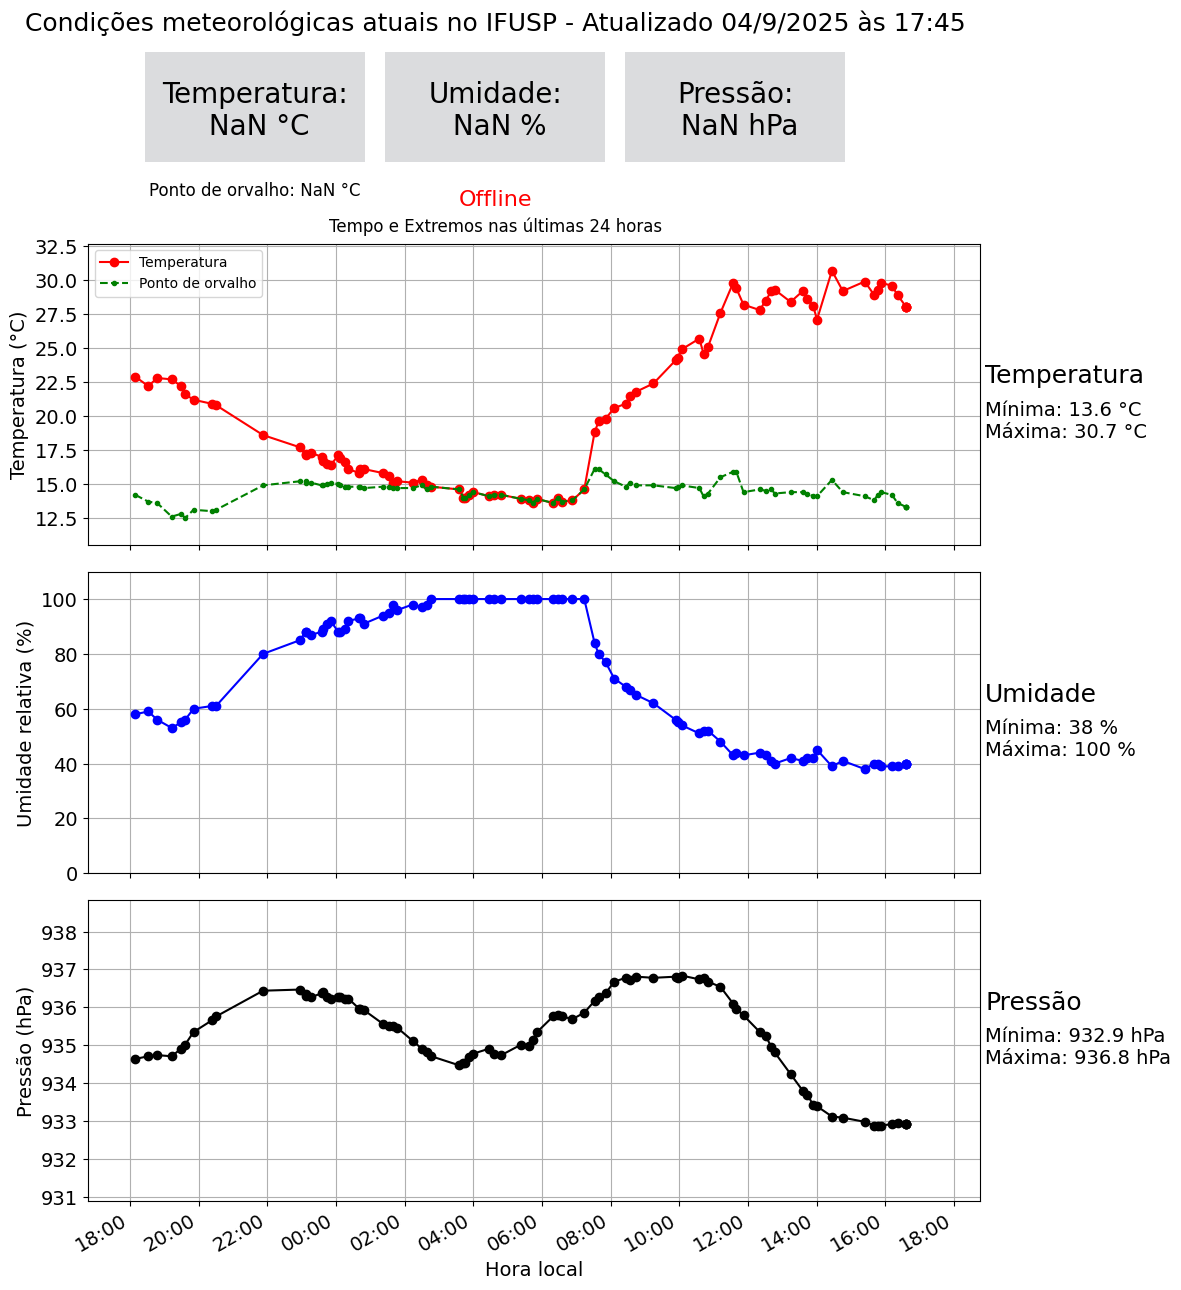 Condições meteorológicas atuais no IFUSP - Atualizado 04/9/2025 às 17:45
Temperatura:
NaN °C
Umidade:
NaN %
Pressão:
NaN hPa
Ponto de orvalho: NaN °C
Offline
Tempo e Extremos nas últimas 24 horas
Temperatura
Ponto de orvalho
Temperatura (°C)
32.5
30.0
27.5
25.0
22.5
20.0
17.5
15.0
12.5
Temperatura
Mínima: 13.6 °C
Máxima: 30.7 °C
Umidade relativa (%)
100
80
60
40
20
0
Umidade
Mínima: 38 %
Máxima: 100 %
Pressão (hPa)
938
937
936
935
934
933
932
931
Pressão
Mínima: 932.9 hPa
Máxima: 936.8 hPa
18:00
20:00
22:00
00:00
02:00
04:00
06:00
08:00
10:00
12:00
14:00
16:00
18:00
Hora local